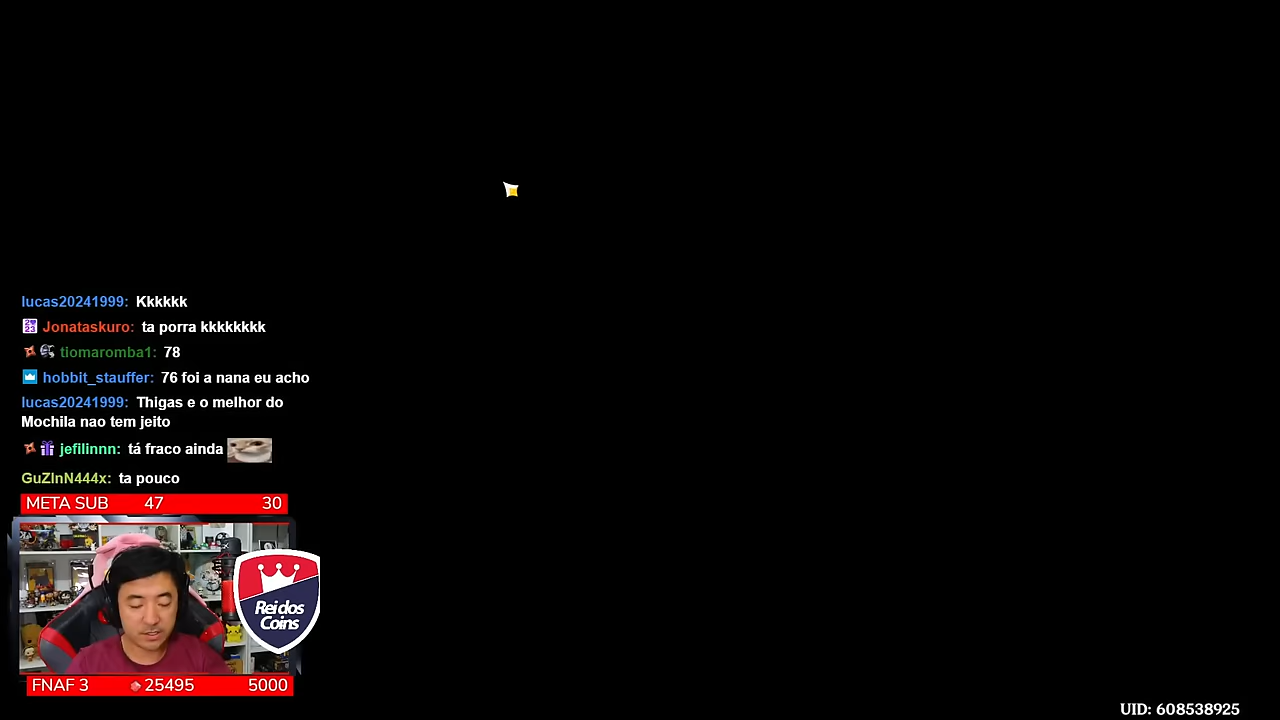 lucas20241999: Kkkkkk
Jonataskuro: ta porra kkkkkkkk
tiomaromba1: 78
hobbit_stauffer: 76 foi a nana eu acho
lucas20241999: Thigas e o melhor do
Mochila nao tem jeito
jefilinnn: tá fraco ainda
GuZInN444x: ta pouco
META SUB 47 30
Rei dos
Coins
FNAF 3 25495 5000
UID: 608538925